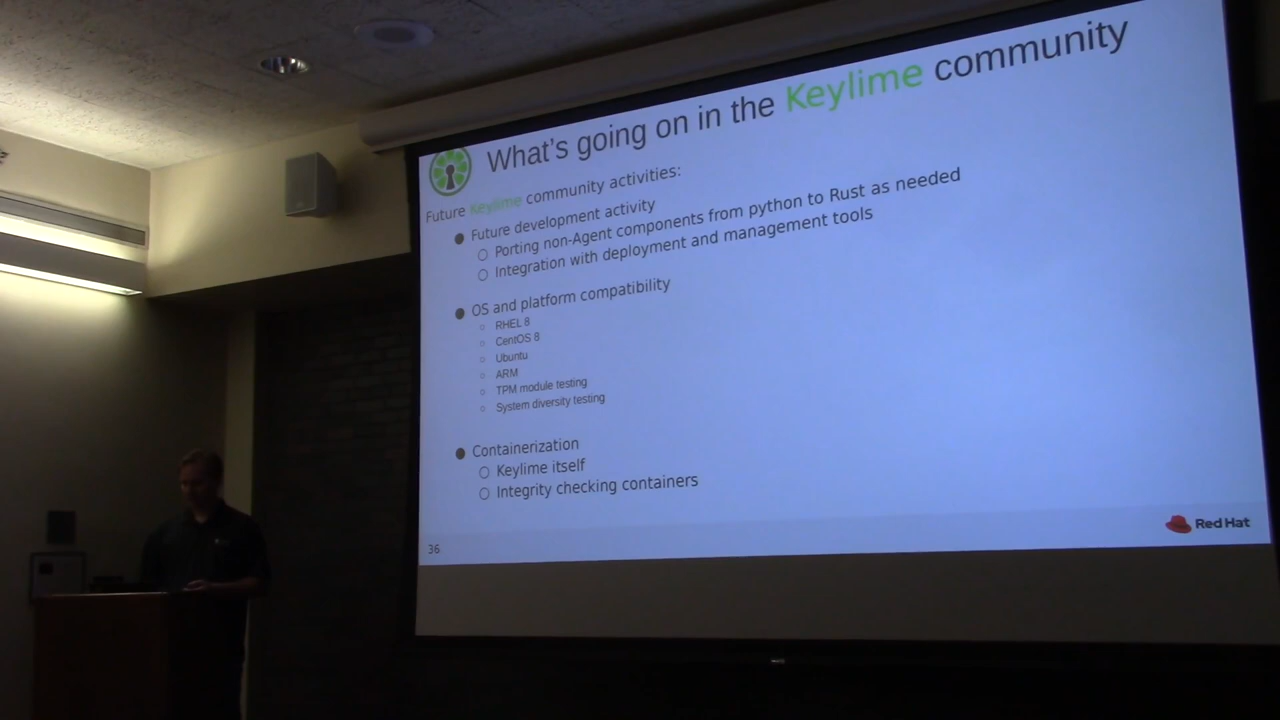 What's going on in the Keylime community
Future Keylime community activities:
Future development activity
Porting non-Agent components from python to Rust as needed
Integration with deployment and management tools
OS and platform compatibility
RHEL 8
CentOS 8
Ubuntu
ARM
TPM module testing
System diversity testing
Containerization
Keylime itself
Integrity checking containers
36
Red Hat